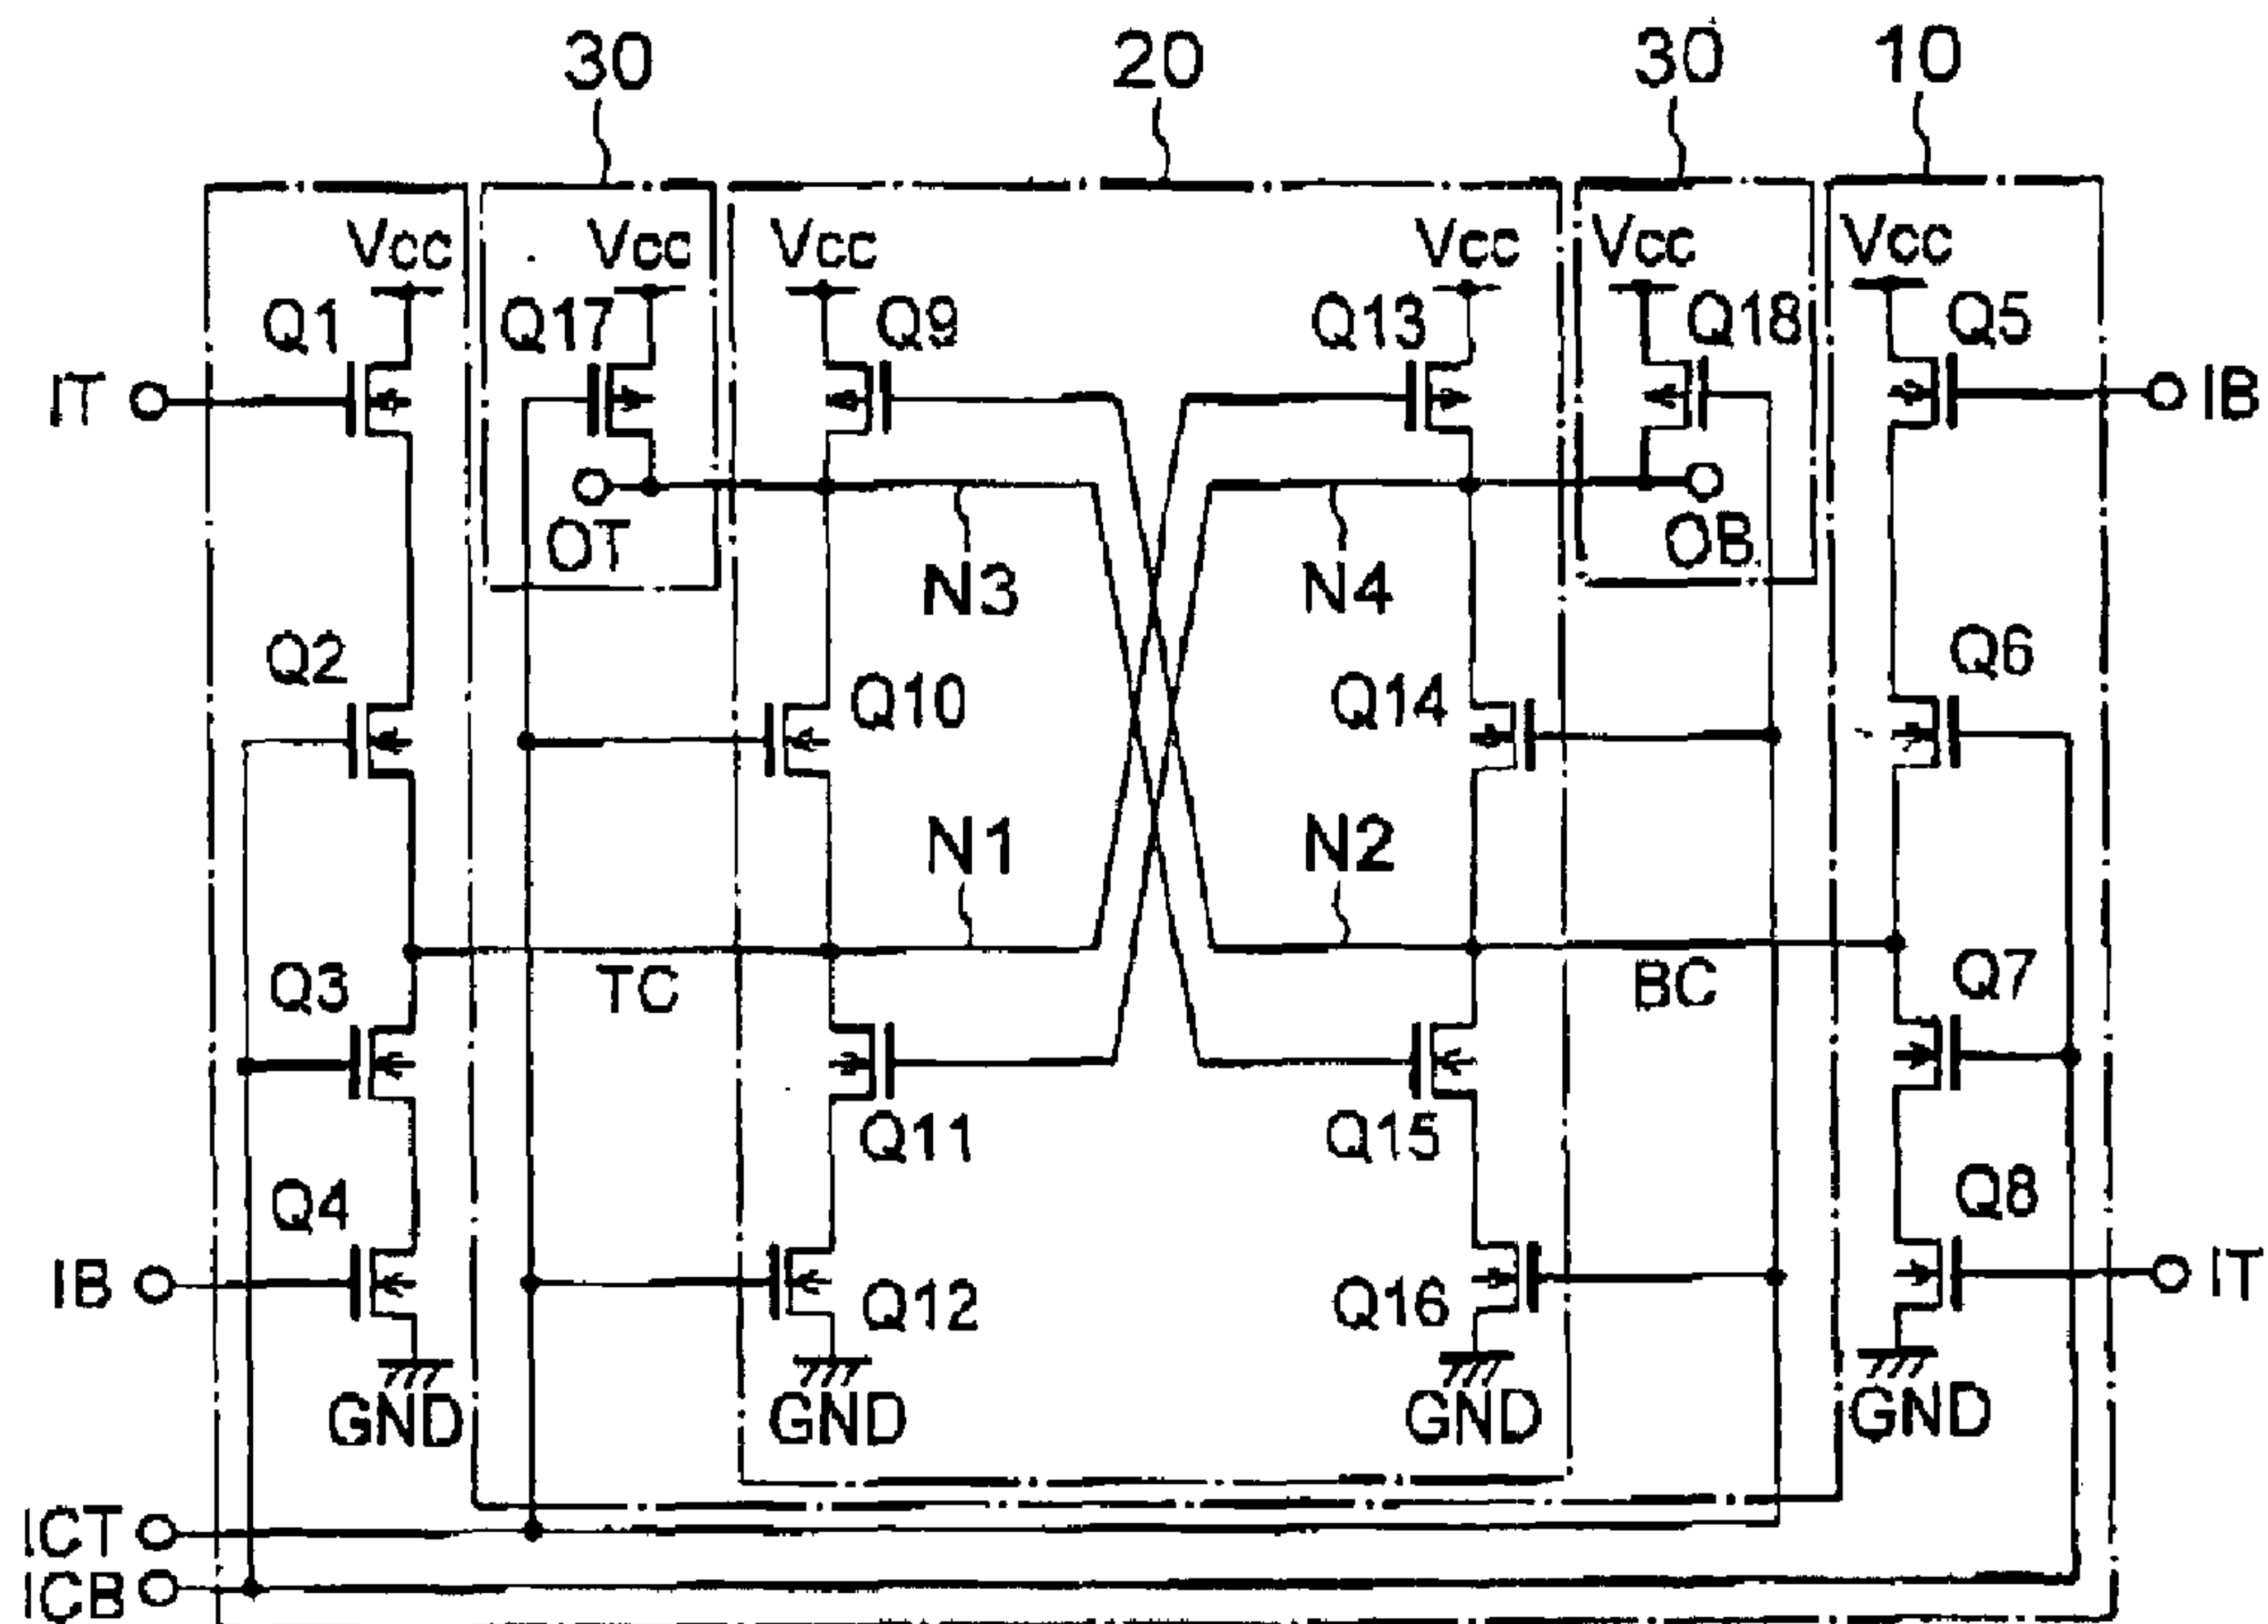 30 20 30 10
Vcc Vcc Vcc Vcc Vcc Vcc
Q1 Q17 Q9 Q13 Q18 Q5
IT IB
OT OB
N3 N4
Q2 Q6
Q10 Q14
N1 N2
Q3 TC BC Q7
Q11 Q15
Q4 Q8
IB IT
Q12 Q16
GND GND GND GND
ICT
ICB